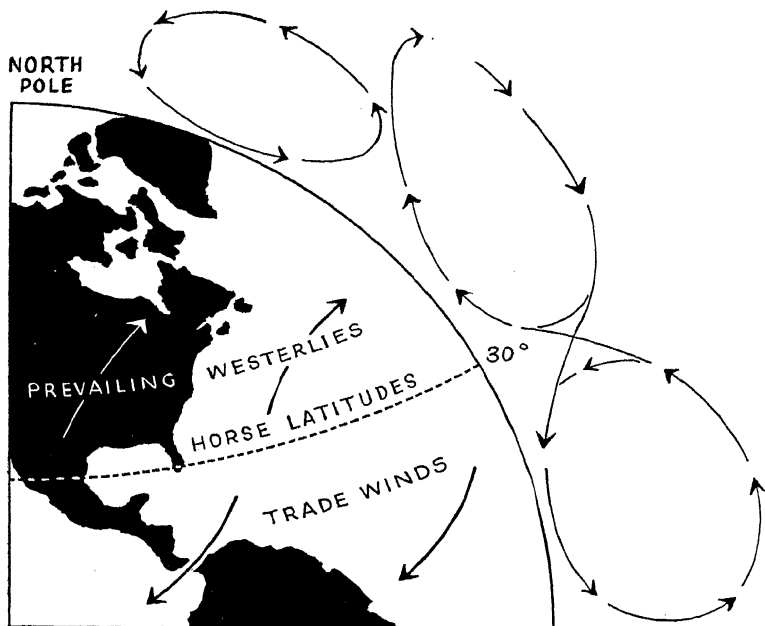 NORTH
POLE
30°
PREVAILING WESTERLIES
HORSE LATITUDES
TRADE WINDS